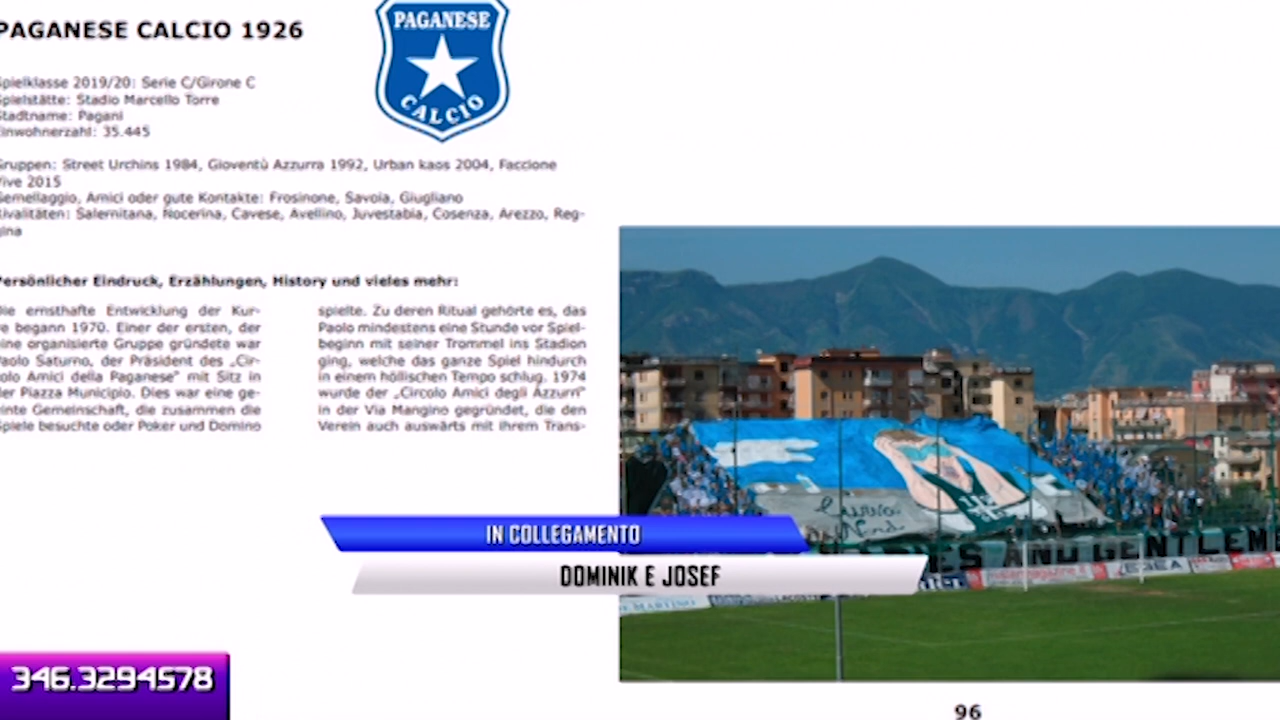 PAGANESE CALCIO 1926
PAGANESE
CALCIO
Spielklasse 2019/20: Serie C/Girone C
Spielstätte: Stadio Marcello Torre
Stadtname: Pagani
Einwohnerzahl: 35.445
Gruppen: Street Urchins 1984, Gioventù Azzurra 1992, Urban kaos 2004, Faccione
Vive 2015
Gemellaggio, Amici oder gute Kontakte: Frosinone, Savoia, Giugliano
Rivalitäten: Salernitana, Nocerina, Cavese, Avellino, Juvestabia, Cosenza, Arezzo, Reg-
gina
Persönlicher Eindruck, Erzählungen, History und vieles mehr:
Die ernsthafte Entwicklung der Kur-
ve begann 1970. Einer der ersten, der
eine organisierte Gruppe gründete war
Paolo Saturno, der Präsident des „Cir-
colo Amici della Paganese" mit Sitz in
der Piazza Municipio. Dies war eine ge-
einte Gemeinschaft, die zusammen die
Spiele besuchte oder Poker und Domino
spielte. Zu deren Ritual gehörte es, das
Paolo mindestens eine Stunde vor Spiel-
beginn mit seiner Trommel ins Stadion
ging, welche das ganze Spiel hindurch
in einem höllischen Tempo schlug. 1974
wurde der „Circolo Amici degli Azzurri"
in der Via Mangino gegründet, die den
Verein auch auswärts mit ihrem Trans-
AND GENTLEME
LEGEA
IN COLLEGAMENTO
DOMINIK E JOSEF
346.3294578
96